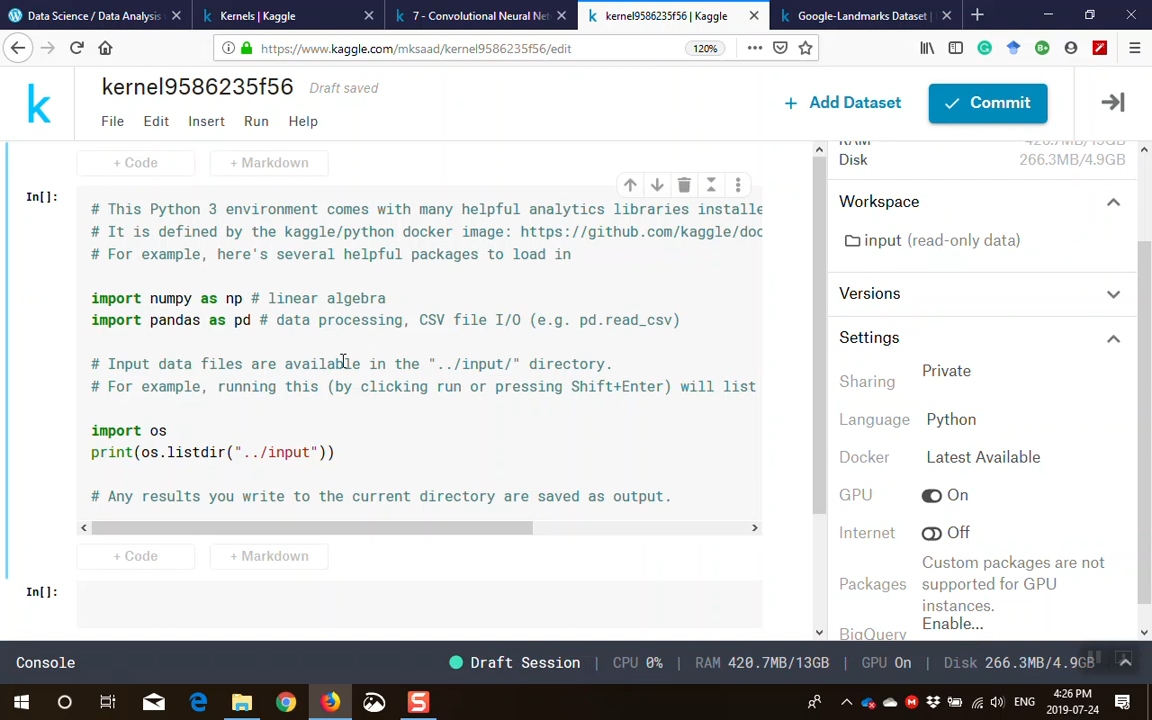 Data Science / Data Analysis
Kernels | Kaggle
7 - Convolutional Neural Net
kernel9586235f56 | Kaggle
Google-Landmarks Dataset |
https://www.kaggle.com/mksaad/kernel9586235f56/edit
120%
k
kernel9586235f56
Draft saved
File Edit Insert Run Help
+ Add Dataset
Commit
+ Code
+ Markdown
In[]:
# This Python 3 environment comes with many helpful analytics libraries installe
# It is defined by the kaggle/python docker image: https://github.com/kaggle/doc
# For example, here's several helpful packages to load in
import numpy as np # linear algebra
import pandas as pd # data processing, CSV file I/O (e.g. pd.read_csv)
# Input data files are available in the "../input/" directory.
# For example, running this (by clicking run or pressing Shift+Enter) will list
import os
print(os.listdir("../input"))
# Any results you write to the current directory are saved as output.
+ Code
+ Markdown
In[]:
RAM 420.7MB/13GB
Disk 266.3MB/4.9GB
Workspace
input (read-only data)
Versions
Settings
Sharing Private
Language Python
Docker Latest Available
GPU On
Internet Off
Packages Custom packages are not
supported for GPU
instances.
Enable...
BigQuery
Console
Draft Session | CPU 0% | RAM 420.7MB/13GB | GPU On | Disk 266.3MB/4.9GB
ENG
4:26 PM
2019-07-24